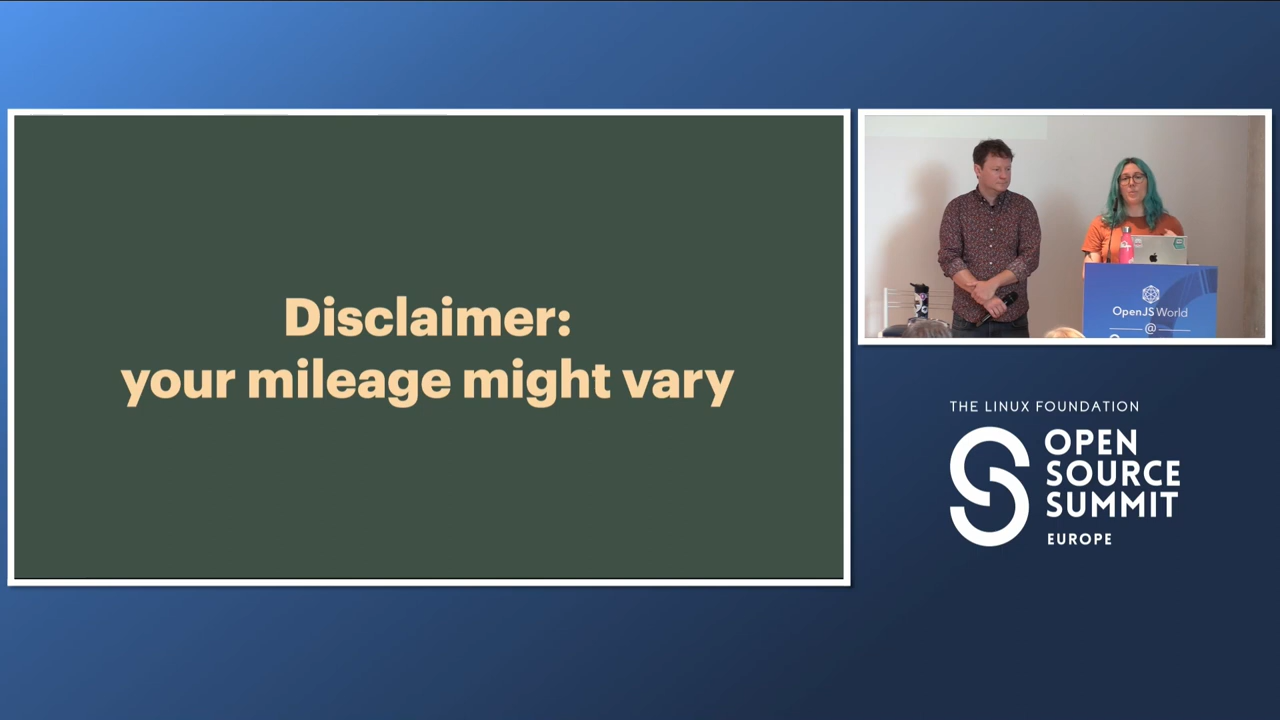 Disclaimer:
your mileage might vary
OpenJS World
@
THE LINUX FOUNDATION
OPEN
SOURCE
SUMMIT
EUROPE